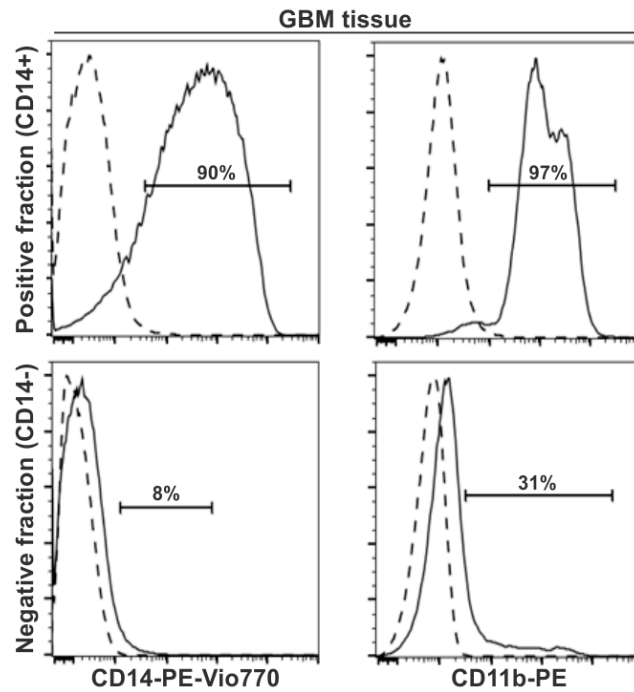 GBM tissue
Positive fraction (CD14+)
90%
97%
Negative fraction (CD14-)
8%
31%
CD14-PE-Vio770
CD11b-PE